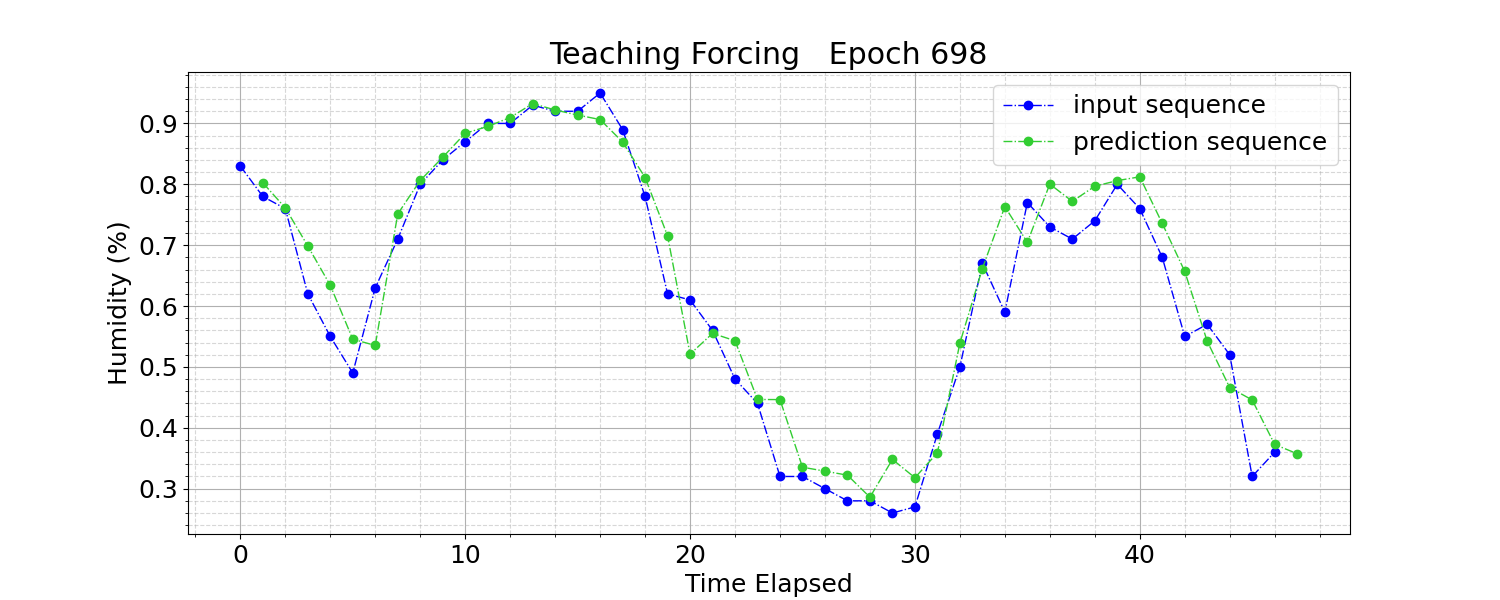 Teaching Forcing   Epoch 698
input sequence
prediction sequence
Humidity (%)
0.9
0.8
0.7
0.6
0.5
0.4
0.3
0 10 20 30 40
Time Elapsed